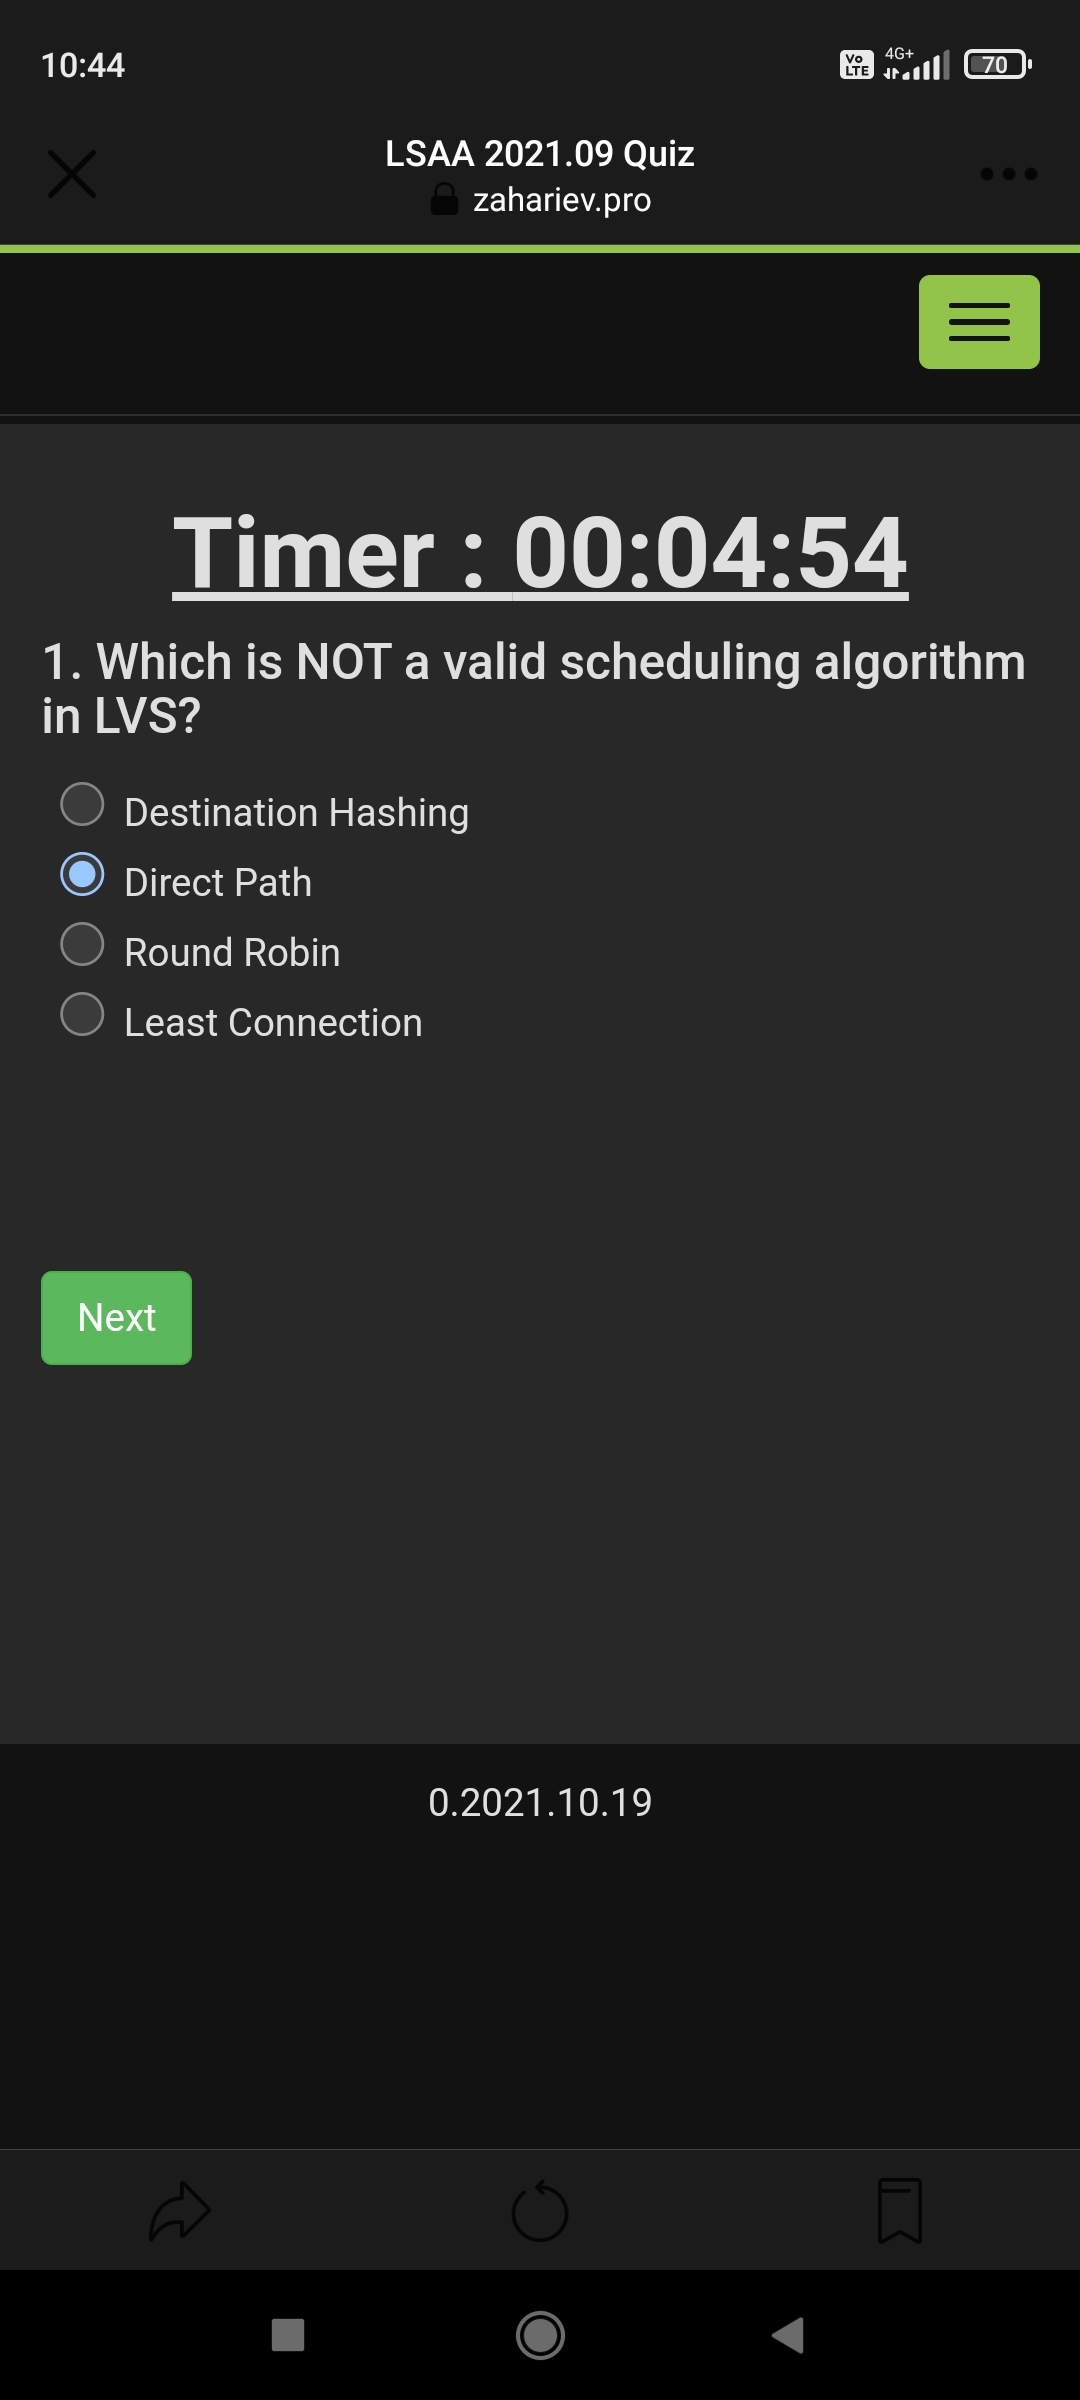 10:44
Vo LTE
4G+
70
LSAA 2021.09 Quiz
zahariev.pro
Timer : 00:04:54
1. Which is NOT a valid scheduling algorithm
in LVS?
Destination Hashing
Direct Path
Round Robin
Least Connection
Next
0.2021.10.19